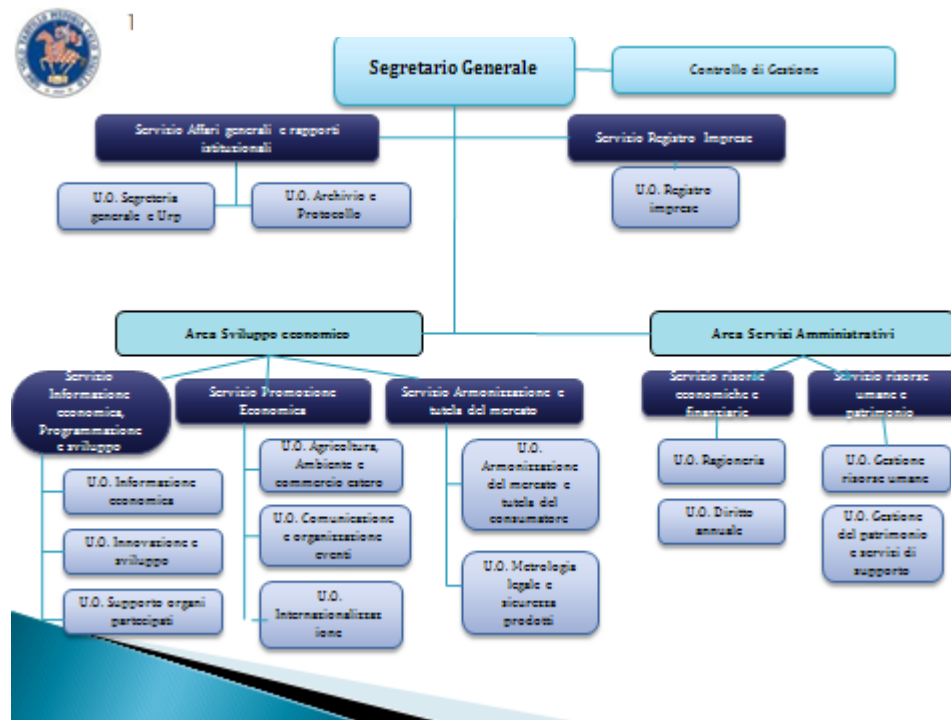 1
Segretario Generale
Controllo di Gestione
Servizio Affari generali e rapporti
istituzionali
Servizio Registro Imprese
U.O. Segreteria
generale e Urp
U.O. Archivio e
Protocollo
U.O. Registro
imprese
Area Sviluppo economico
Area Servizi Amministrativi
Servizio
Informazione
economica,
Programmazione
e sviluppo
Servizio Promozione
Economica
Servizio Armonizzazione e
tutela del mercato
Servizio risorse
economiche e
finanziarie
Servizio risorse
umane e
patrimonio
U.O. Informazione
economica
U.O. Innovazione e
sviluppo
U.O. Supporto organi
partecipati
U.O. Agricoltura,
Ambiente e
commercio estero
U.O. Comunicazione
e organizzazione
eventi
U.O.
Internazionalizzaz
ione
U.O.
Armonizzazione
del mercato e
tutela del
consumatore
U.O. Metrologia
legale e
sicurezza
prodotti
U.O. Ragioneria
U.O. Diritto
annuale
U.O. Gestione
risorse umane
U.O. Gestione
del patrimonio
e servizi di
supporto